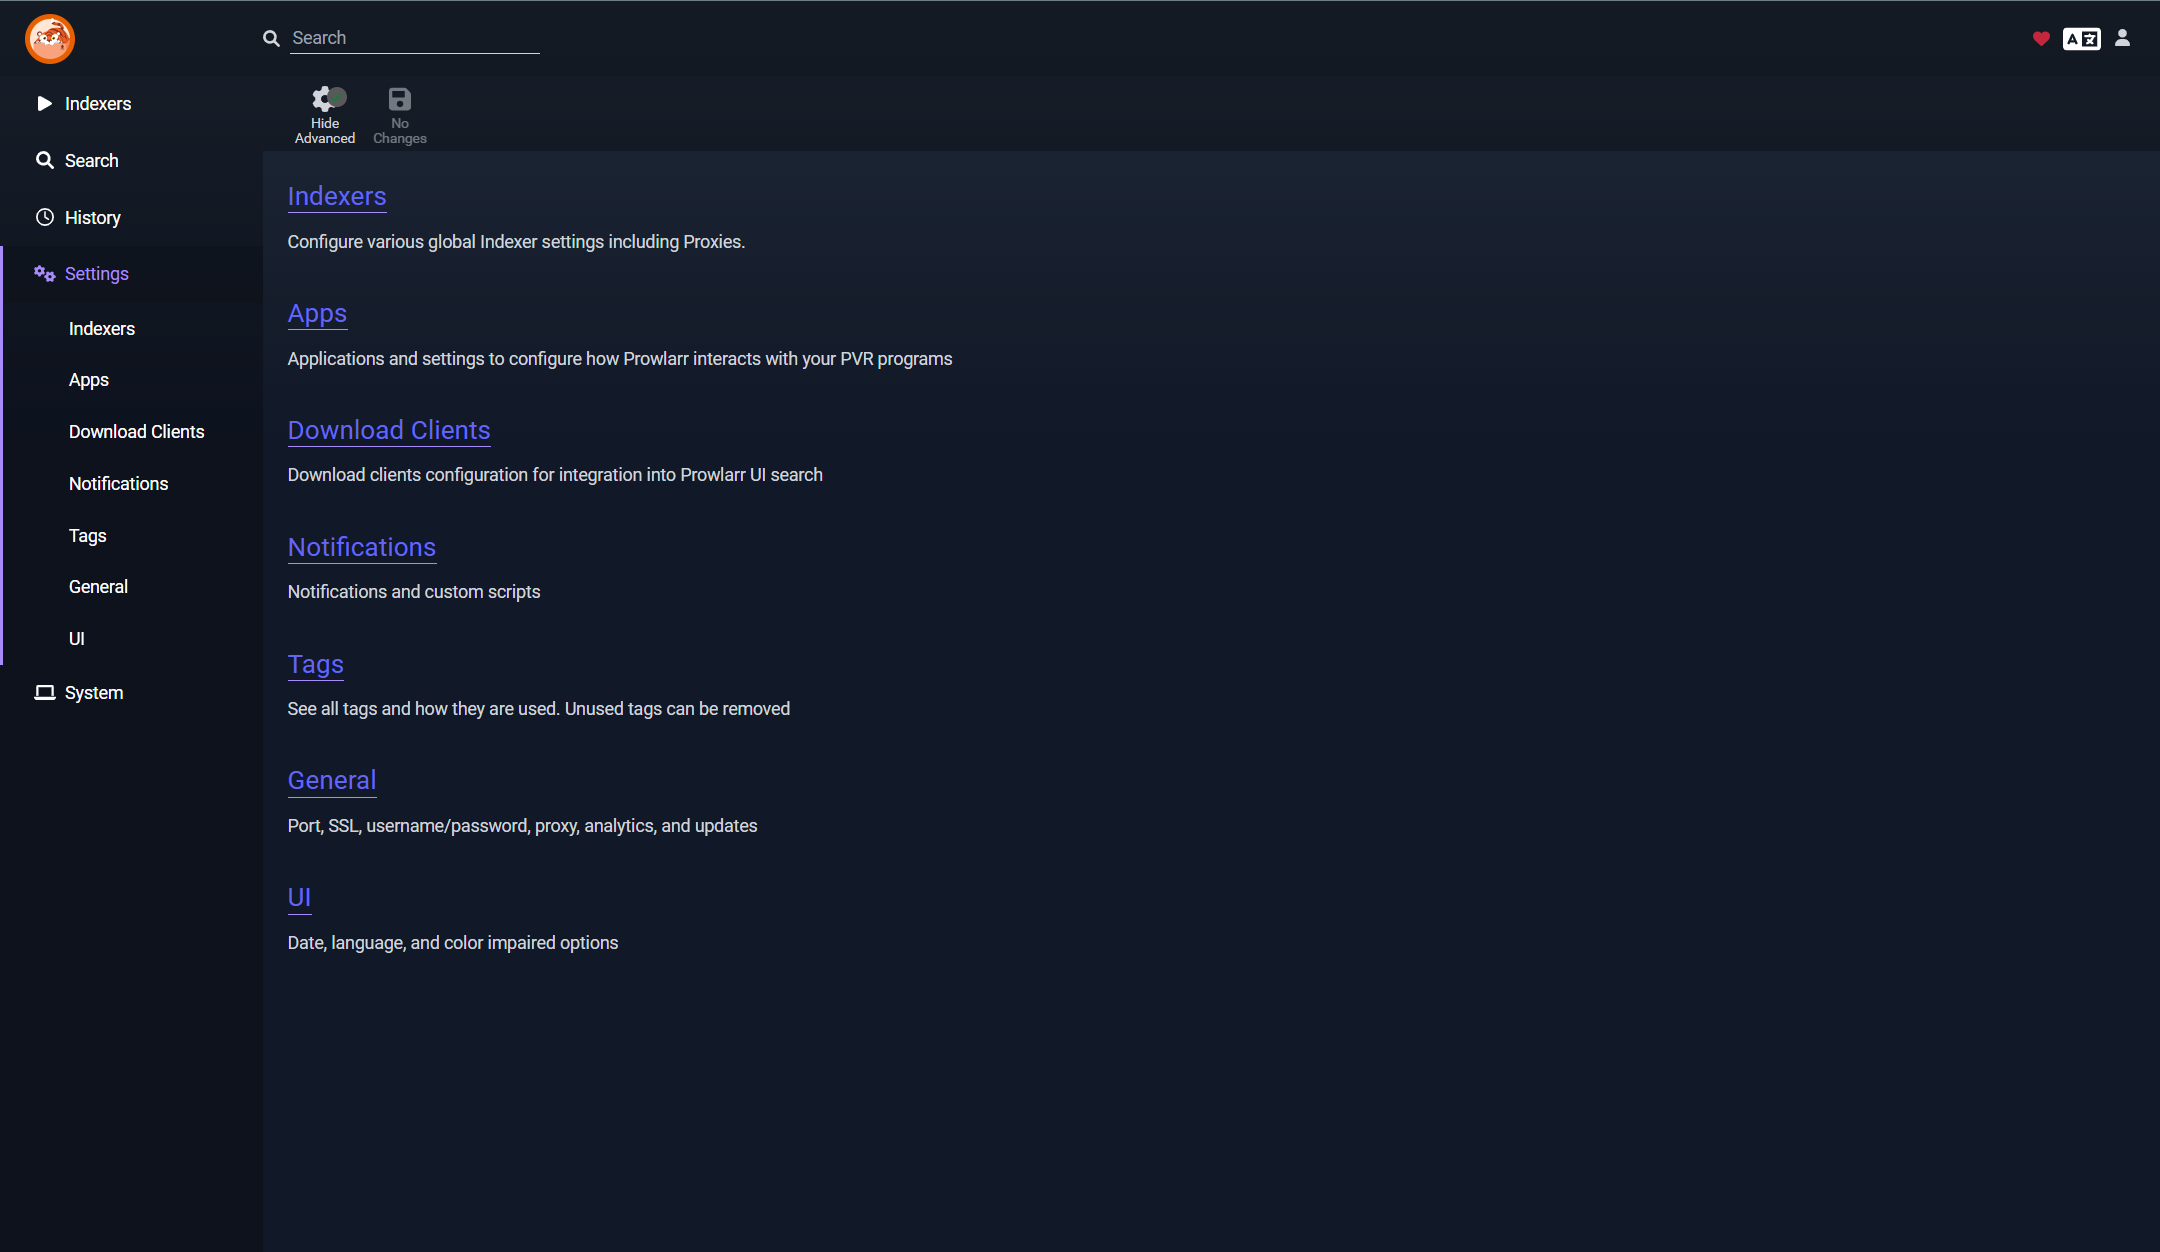 Search
Indexers
Search
History
Settings
Indexers
Apps
Download Clients
Notifications
Tags
General
UI
System
Hide
Advanced
No
Changes
Indexers
Configure various global Indexer settings including Proxies.
Apps
Applications and settings to configure how Prowlarr interacts with your PVR programs
Download Clients
Download clients configuration for integration into Prowlarr UI search
Notifications
Notifications and custom scripts
Tags
See all tags and how they are used. Unused tags can be removed
General
Port, SSL, username/password, proxy, analytics, and updates
UI
Date, language, and color impaired options